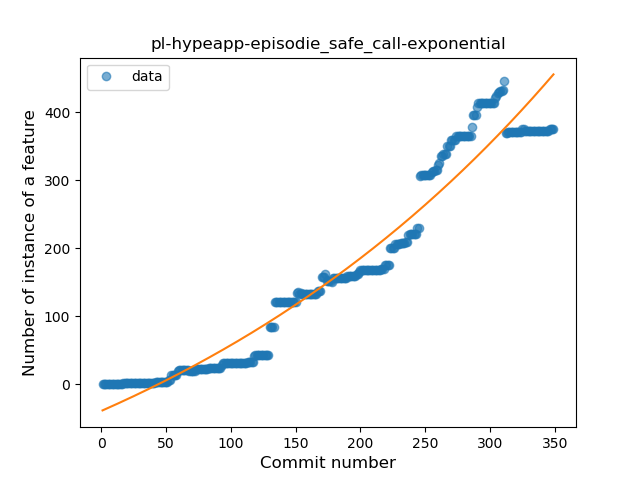 pl-hypeapp-episodie_safe_call-exponential
data
Number of instance of a feature
400
300
200
100
0
0 50 100 150 200 250 300 350
Commit number